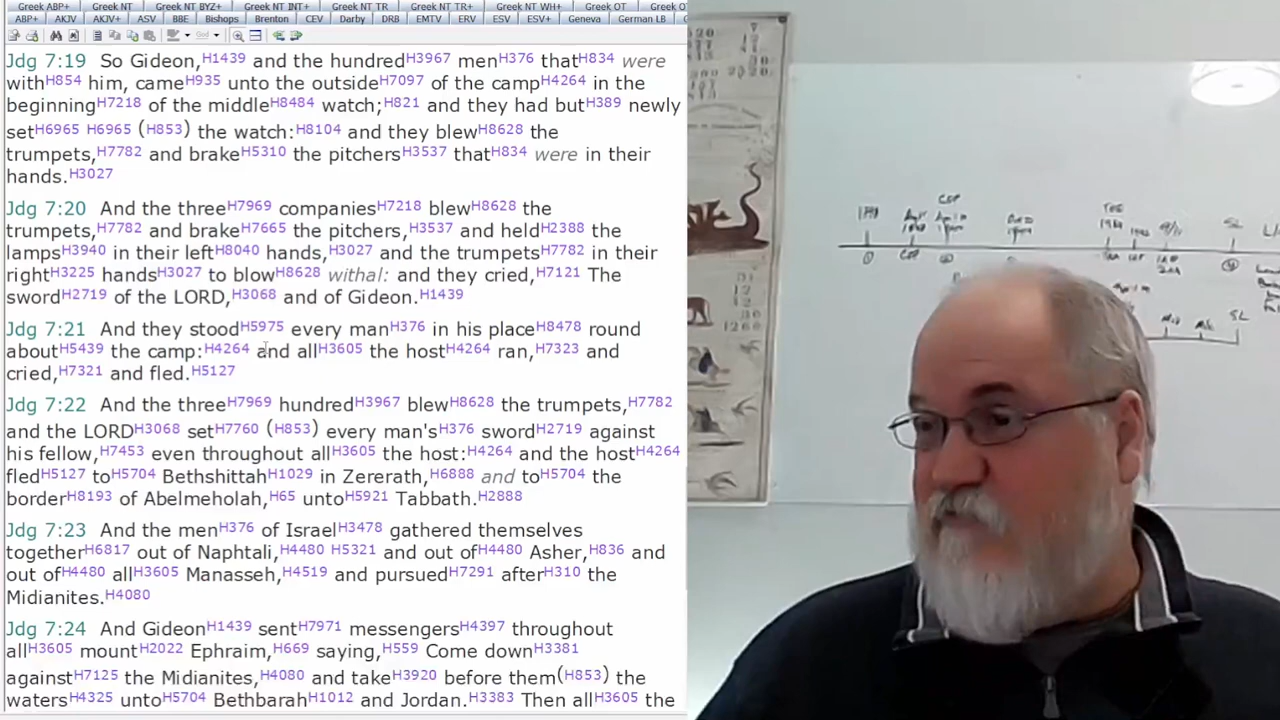 Greek ABP+ Greek NT Greek NT BYZ+ Greek NT INT+ Greek NT TR Greek NT TR+ Greek NT WH+ Greek OT Greek
ABP+ AKJV AKJV+ ASV BBE Bishops Brenton CEV Darby DRB EMTV ERV ESV ESV+ Geneva German LB
Jdg 7:19 So Gideon,H1439 and the hundredH3967 menH376 thatH834 were
withH854 him, cameH935 unto the outsideH7097 of the campH4264 in the
beginningH7218 of the middleH8484 watch;H821 and they had butH389 newly
setH6965 H6965 (H853) the watch:H8104 and they blewH8628 the
trumpets,H7782 and brakeH5310 the pitchersH3537 thatH834 were in their
hands.H3027
Jdg 7:20 And the threeH7969 companiesH7218 blewH8628 the
trumpets,H7782 and brakeH7665 the pitchers,H3537 and heldH2388 the
lampsH3940 in their leftH8040 hands,H3027 and the trumpetsH7782 in their
rightH3225 handsH3027 to blowH8628 withal: and they cried,H7121 The
swordH2719 of the LORD,H3068 and of Gideon.H1439
Jdg 7:21 And they stoodH5975 every manH376 in his placeH8478 round
aboutH5439 the camp:H4264 and allH3605 the hostH4264 ran,H7323 and
cried,H7321 and fled.H5127
Jdg 7:22 And the threeH7969 hundredH3967 blewH8628 the trumpets,H7782
and the LORDH3068 setH7760 (H853) every man'sH376 swordH2719 against
his fellow,H7453 even throughout allH3605 the host:H4264 and the hostH4264
fledH5127 toH5704 BethshittahH1029 in Zererath,H6888 and toH5704 the
borderH8193 of Abelmeholah,H65 untoH5921 Tabbath.H2888
Jdg 7:23 And the menH376 of IsraelH3478 gathered themselves
togetherH6817 out of Naphtali,H4480 H5321 and out ofH4480 Asher,H836 and
out ofH4480 allH3605 Manasseh,H4519 and pursuedH7291 afterH310 the
Midianites.H4080
Jdg 7:24 And GideonH1439 sentH7971 messengersH4397 throughout
allH3605 mountH2022 Ephraim,H669 saying,H559 Come downH3381
againstH7125 the Midianites,H4080 and takeH3920 before them(H853) the
watersH4325 untoH5704 BethbarahH1012 and Jordan.H3383 Then allH3605 the
1260
SL
SL